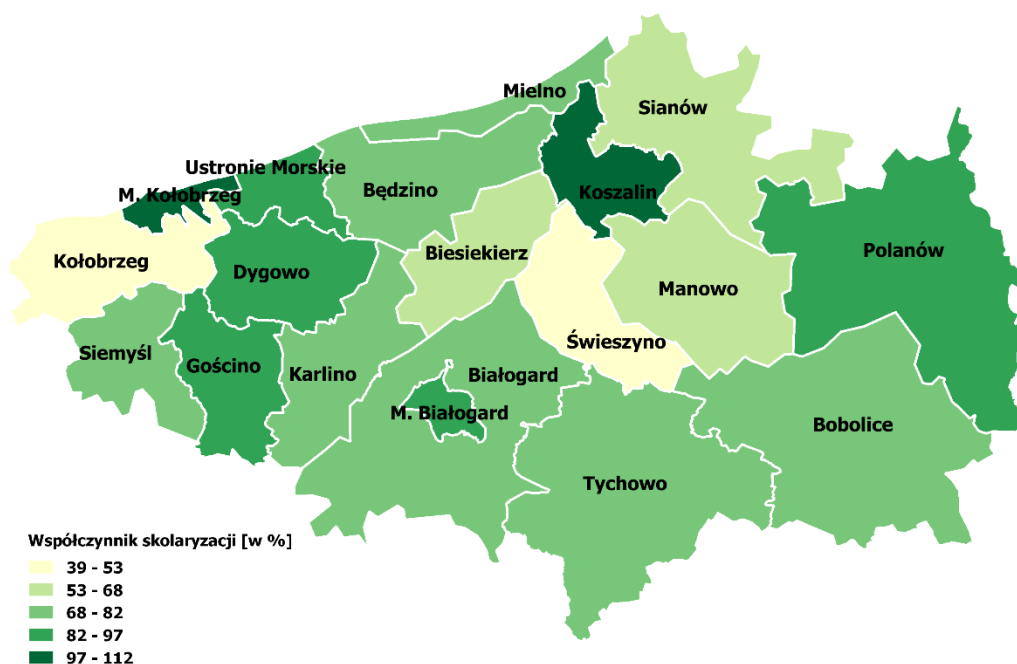 Mielno
Sianów
Ustronie Morskie
M. Kołobrzeg
Będzino
Koszalin
Kołobrzeg
Dygowo
Biesiekierz
Polanów
Manowo
Siemyśl
Gościno
Karlino
Świeszyno
Białogard
M. Białogard
Bobolice
Tychowo
Współczynnik skolaryzacji [w %]
39 - 53
53 - 68
68 - 82
82 - 97
97 - 112